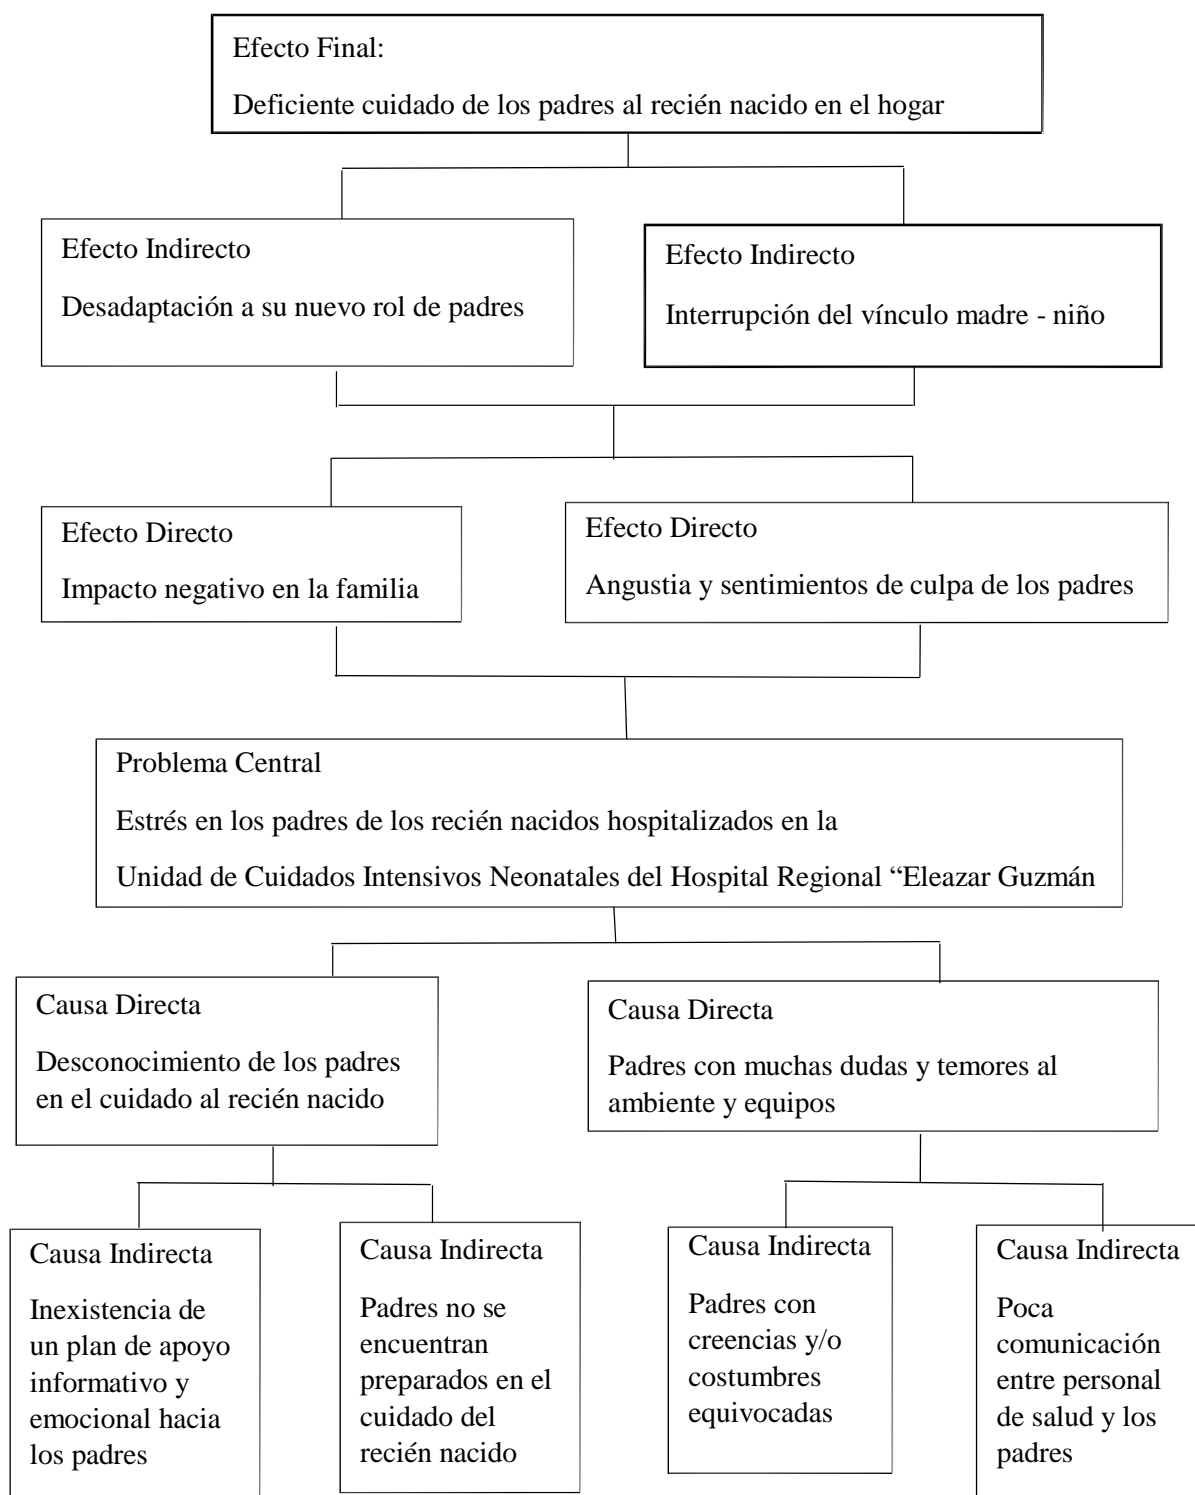 Efecto Final:
Deficiente cuidado de los padres al recién nacido en el hogar
Efecto Indirecto
Desadaptación a su nuevo rol de padres
Efecto Indirecto
Interrupción del vínculo madre - niño
Efecto Directo
Impacto negativo en la familia
Efecto Directo
Angustia y sentimientos de culpa de los padres
Problema Central
Estrés en los padres de los recién nacidos hospitalizados en la
Unidad de Cuidados Intensivos Neonatales del Hospital Regional “Eleazar Guzmán
Causa Directa
Desconocimiento de los padres
en el cuidado al recién nacido
Causa Directa
Padres con muchas dudas y temores al
ambiente y equipos
Causa Indirecta
Inexistencia de
un plan de apoyo
informativo y
emocional hacia
los padres
Causa Indirecta
Padres no se
encuentran
preparados en el
cuidado del
recién nacido
Causa Indirecta
Padres con
creencias y/o
costumbres
equivocadas
Causa Indirecta
Poca
comunicación
entre personal
de salud y los
padres